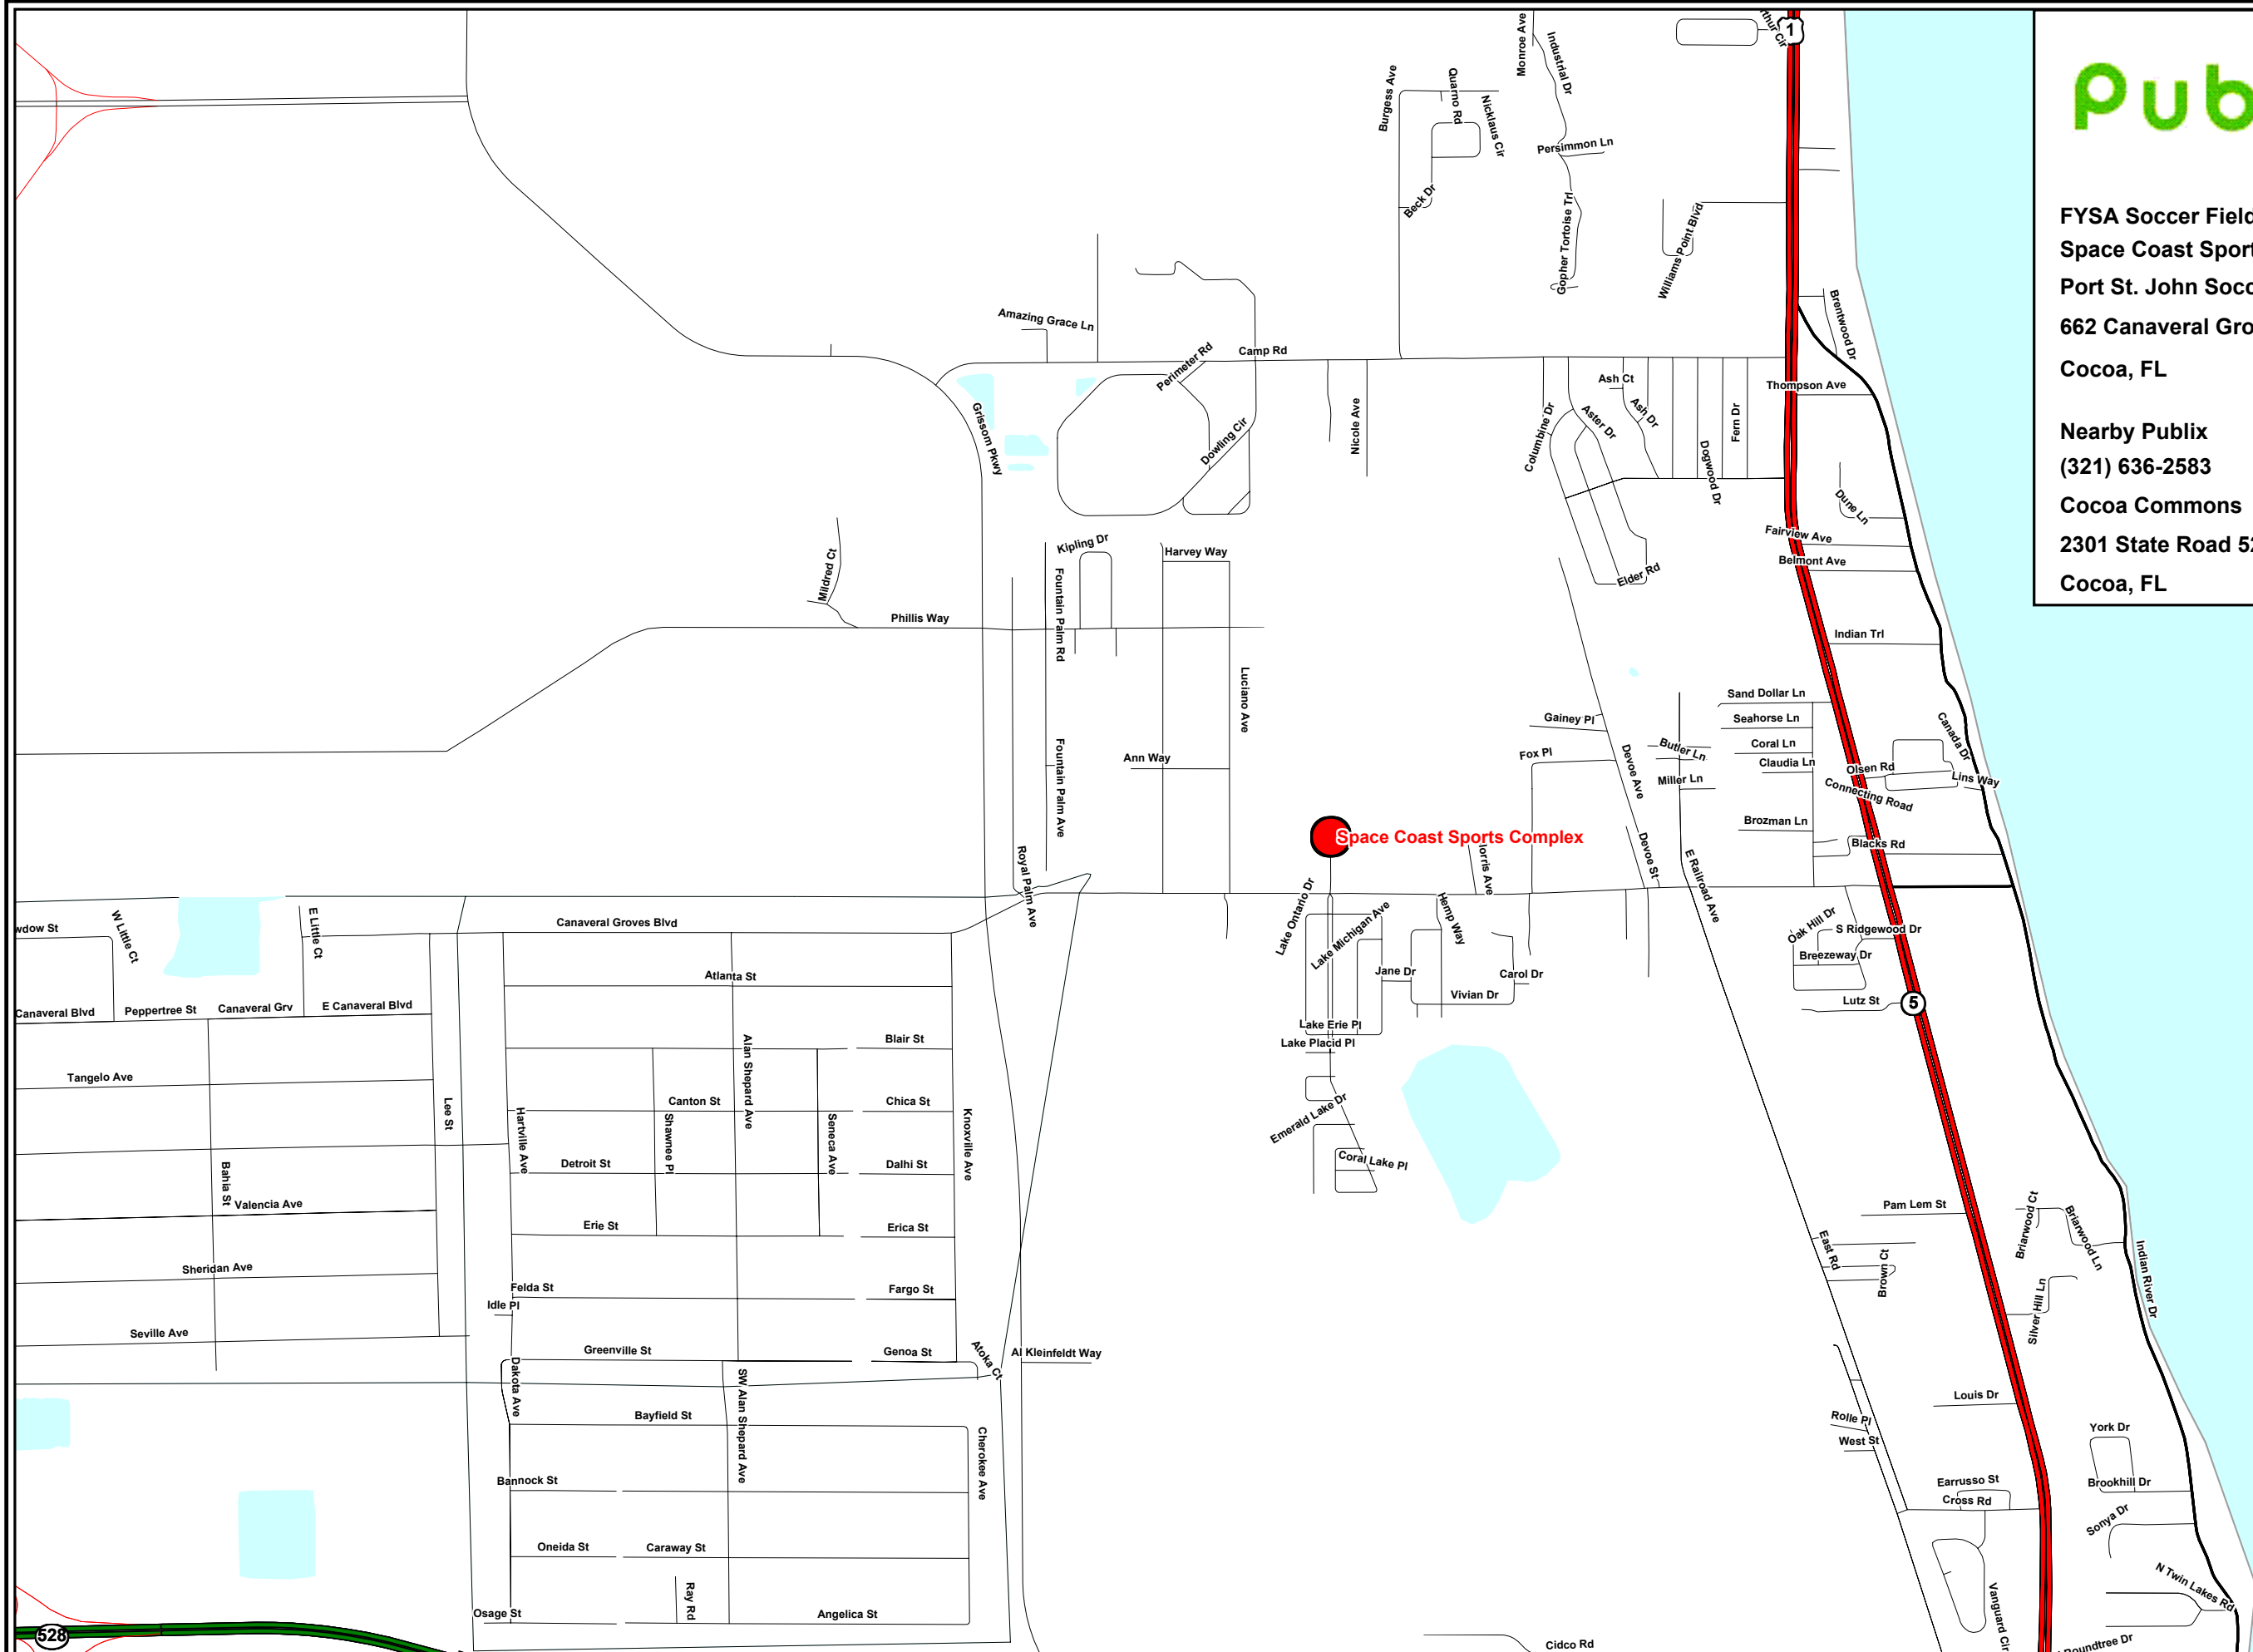 Pub
FYSA Soccer Field
Space Coast Sport
Port St. John Socc
662 Canaveral Gro
Cocoa, FL
Nearby Publix
(321) 636-2583
Cocoa Commons
2301 State Road 52
Cocoa, FL
1
Monroe Ave
Industrial Dr
Burgess Ave
Quarno Rd
Nicklaus Cir
Persimmon Ln
Beck Dr
Gopher Tortoise Trl
Williams Point Blvd
Brentwood Dr
Amazing Grace Ln
Perimeter Rd
Camp Rd
Thompson Ave
Ash Ct
Ash Dr
Aster Dr
Columbine Dr
Fern Dr
Dogwood Dr
Nicole Ave
Grissom Pkwy
Dowling Cir
Dune Ln
Fairview Ave
Belmont Ave
Elder Rd
Kipling Dr
Harvey Way
Mildred Ct
Fountain Palm Rd
Phillis Way
Indian Trl
Luciano Ave
Sand Dollar Ln
Gainey Pl
Seahorse Ln
Canada Dr
Butler Ln
Coral Ln
Fox Pl
Ann Way
Fountain Palm Ave
Devoe Ave
Claudia Ln
Olsen Rd
Miller Ln
Lins Way
Connecting Road
Brozman Ln
Space Coast Sports Complex
Blacks Rd
Devoe St
E Railroad Ave
Royal Palm Ave
orris Ave
Lake Ontario Dr
Lake Michigan Ave
Hemp Way
W Little Ct
E Little Ct
wdow St
Canaveral Groves Blvd
Oak Hill Dr
S Ridgewood Dr
Breezeway Dr
Atlanta St
Jane Dr
Carol Dr
Vivian Dr
Lutz St
5
Canaveral Blvd
Peppertree St
Canaveral Grv
E Canaveral Blvd
Lake Erie Pl
Lake Placid Pl
Blair St
Alan Shepard Ave
Tangelo Ave
Lee St
Hartville Ave
Canton St
Shawnee Pl
Seneca Ave
Chica St
Knoxville Ave
Emerald Lake Dr
Coral Lake Pl
Detroit St
Dalhi St
Bahia St
Valencia Ave
Erie St
Erica St
Pam Lem St
Briarwood Ct
Briarwood Ln
Indian River Dr
East Rd
Brown Ct
Sheridan Ave
Felda St
Fargo St
Idle Pl
Silver Hill Ln
Seville Ave
Greenville St
Genoa St
Atoka Ct
Al Kleinfeldt Way
Dakota Ave
SW Alan Shepard Ave
Louis Dr
Bayfield St
Rolle Pl
West St
York Dr
Cherokee Ave
Bannock St
Earrusso St
Brookhill Dr
Cross Rd
Sonya Dr
Oneida St
Caraway St
Ray Rd
Vanguard Cir
N Twin Lakes Rd
Osage St
Angelica St
528
Cidco Rd
Roundtree Dr